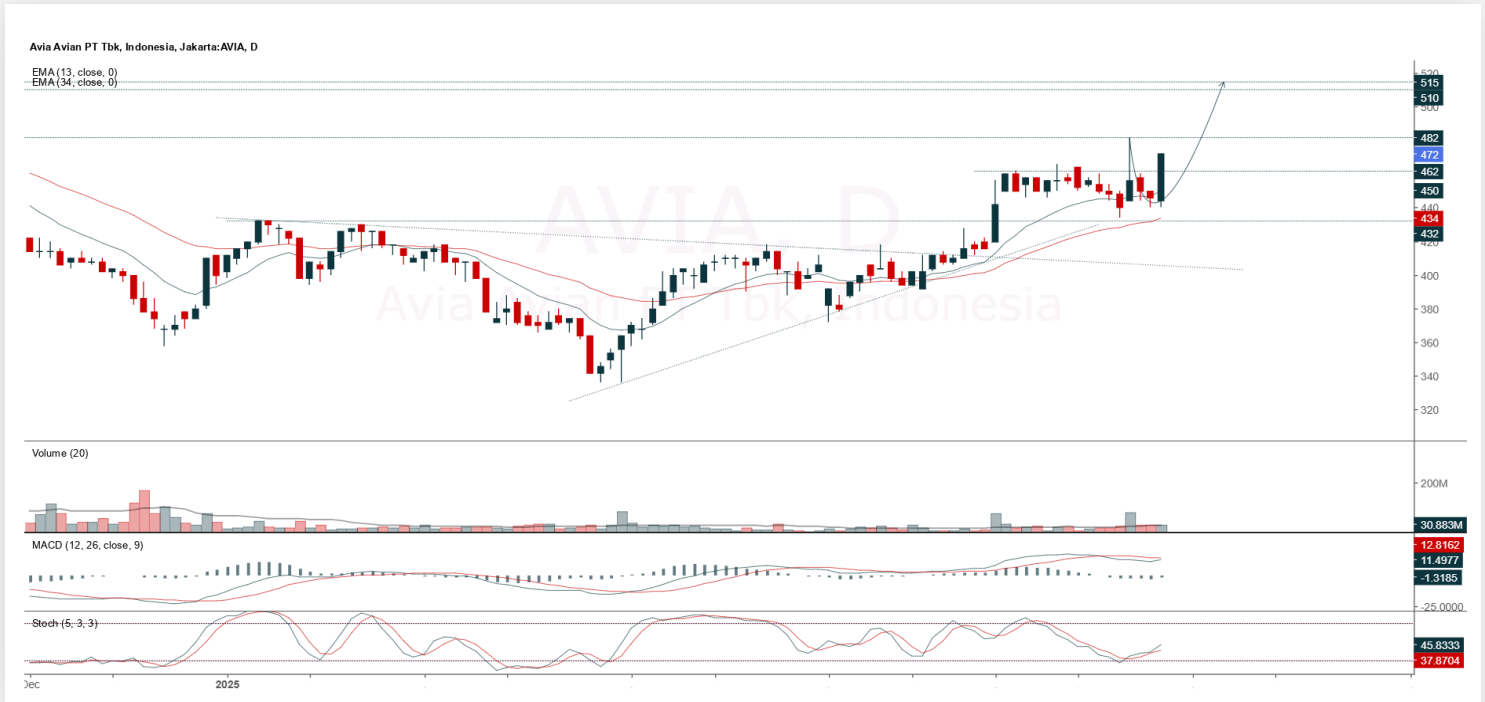 Avia Avian PT Tbk, Indonesia, Jakarta:AVIA, D
EMA (13, close, 0)
EMA (34, close, 0)
520
515
510
500
482
472
462
450
440
434
432
420
400
380
360
340
320
AVIA, D
Avia Avian PT Tbk, Indonesia
Volume (20)
200M
30.883M
MACD (12, 26, close, 9)
12.8162
11.4977
-1.3185
-25.0000
Stoch (5, 3, 3)
45.8333
37.8704
Dec
2025